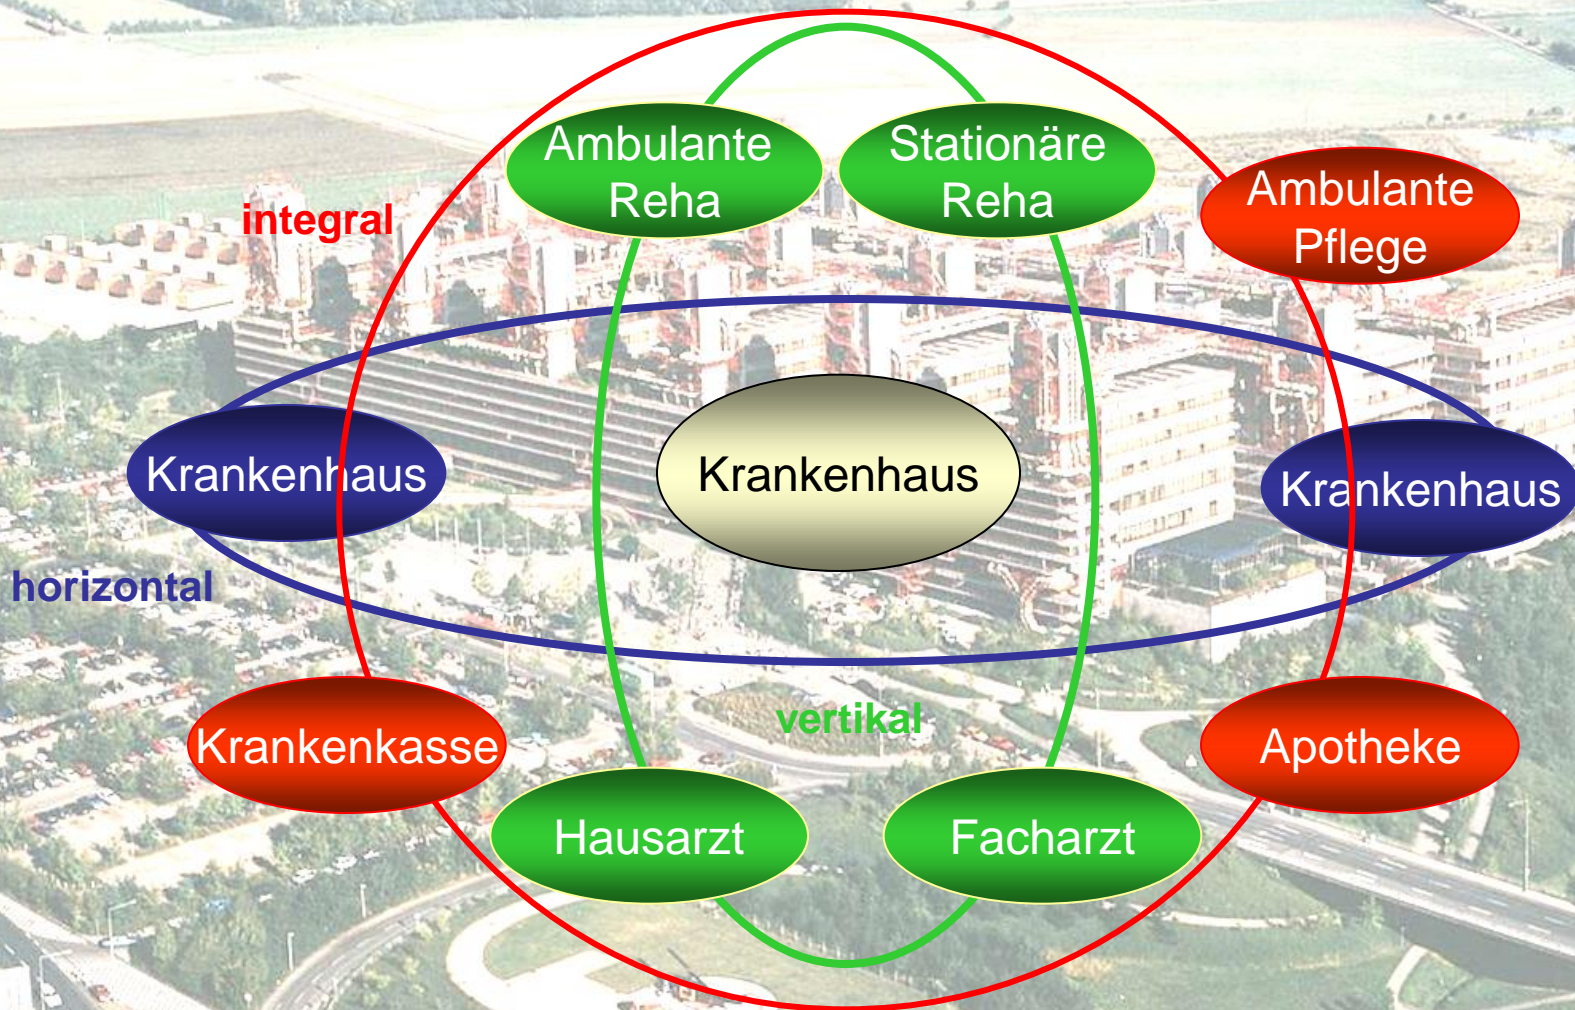 Ambulante
Reha
Stationäre
Reha
Ambulante
Pflege
integral
Krankenhaus
Krankenhaus
Krankenhaus
horizontal
vertikal
Krankenkasse
Apotheke
Hausarzt
Facharzt